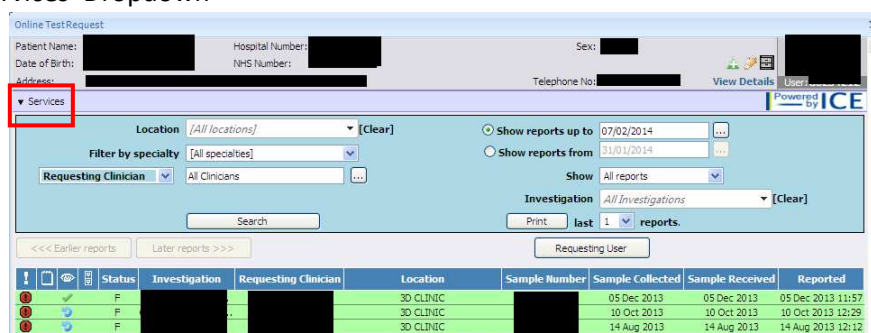 Services Dropdown
Online TestRequest
Patient Name: Hospital Number: Sex:
Date of Birth: NHS Number:
Address: Telephone No: View Details User:
▼ Services Powered by ICE
Location [All locations] [Clear] Show reports up to 07/02/2014 ...
Filter by specialty [All specialties] Show reports from 31/01/2014 ...
Requesting Clinician All Clinicians ... Show All reports
Investigation All Investigations [Clear]
Search Print last 1 reports.
<<< Earlier reports Later reports >>> Requesting User
! Status Investigation Requesting Clinician Location Sample Number Sample Collected Sample Received Reported
F 3D CLINIC 05 Dec 2013 05 Dec 2013 05 Dec 2013 11:57
F .. 3D CLINIC 10 Oct 2013 10 Oct 2013 10 Oct 2013 12:29
F 3D CLINIC 14 Aug 2013 14 Aug 2013 14 Aug 2013 12:12